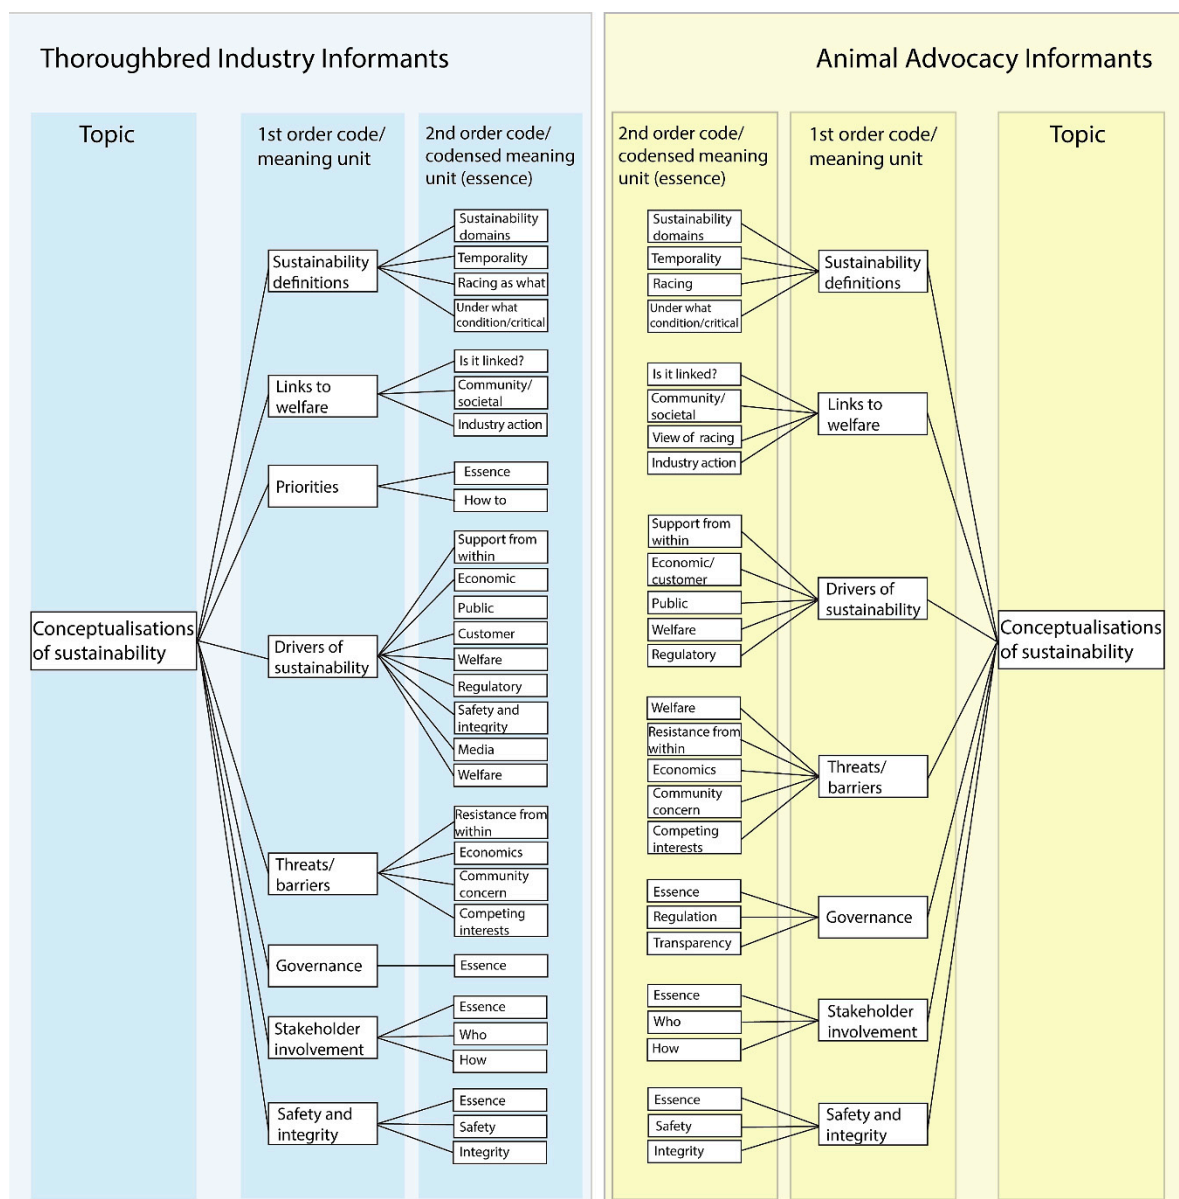 Thoroughbred Industry Informants
Topic
1st order code/
meaning unit
2nd order code/
codensed meaning
unit (essence)
Conceptualisations
of sustainability
Sustainability
definitions
Sustainability
domains
Temporality
Racing as what
Under what
condition/critical
Links to
welfare
Is it linked?
Community/
societal
Industry action
Priorities
Essence
How to
Drivers of
sustainability
Support from
within
Economic
Public
Customer
Welfare
Regulatory
Safety and
integrity
Media
Welfare
Threats/
barriers
Resistance from
within
Economics
Community
concern
Competing
interests
Governance
Essence
Stakeholder
involvement
Essence
Who
How
Safety and
integrity
Essence
Safety
Integrity
Animal Advocacy Informants
2nd order code/
codensed meaning
unit (essence)
1st order code/
meaning unit
Topic
Sustainability
domains
Temporality
Racing
Under what
condition/critical
Sustainability
definitions
Is it linked?
Community/
societal
View of racing
Industry action
Links to
welfare
Support from
within
Economic/
customer
Public
Welfare
Regulatory
Drivers of
sustainability
Welfare
Resistance from
within
Economics
Community
concern
Competing
interests
Threats/
barriers
Essence
Regulation
Transparency
Governance
Essence
Who
How
Stakeholder
involvement
Essence
Safety
Integrity
Safety and
integrity
Conceptualisations
of sustainability